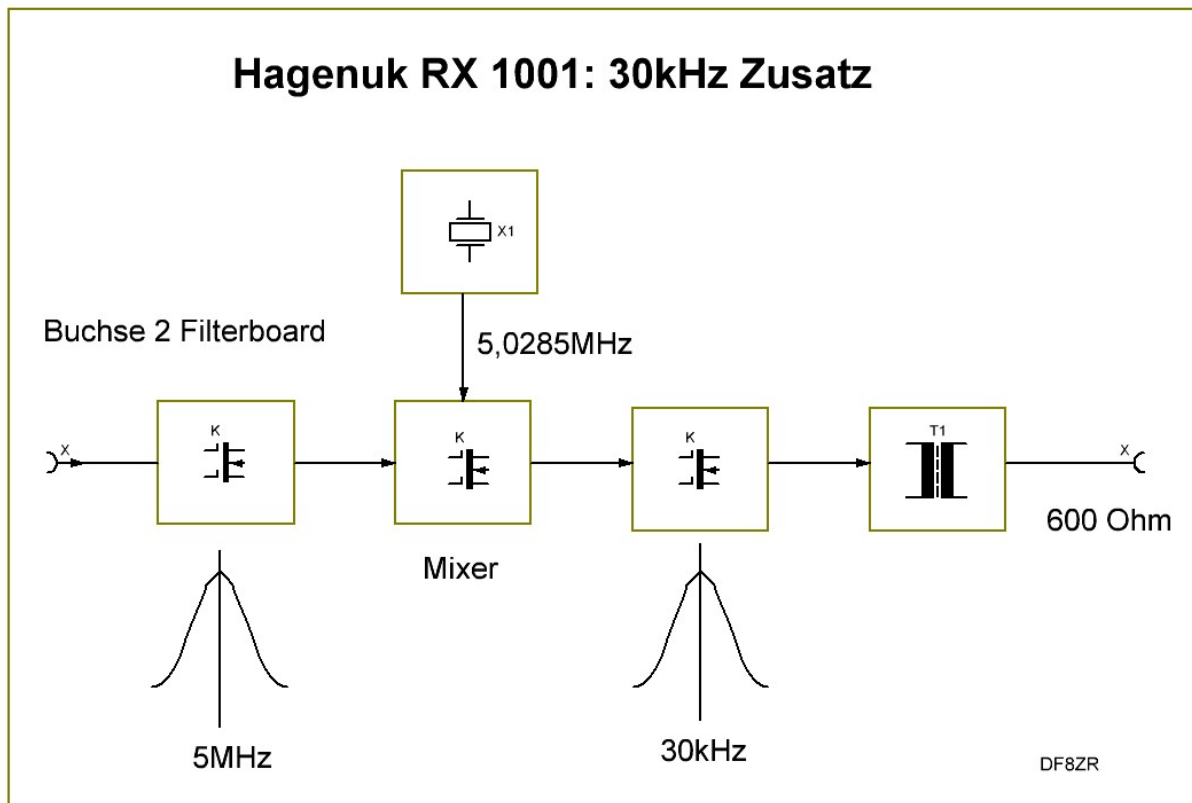 Hagenuk RX 1001: 30kHz Zusatz
X1
Buchse 2 Filterboard
5,0285MHz
X
K
K
K
T1
X
600 Ohm
Mixer
5MHz
30kHz
DF8ZR